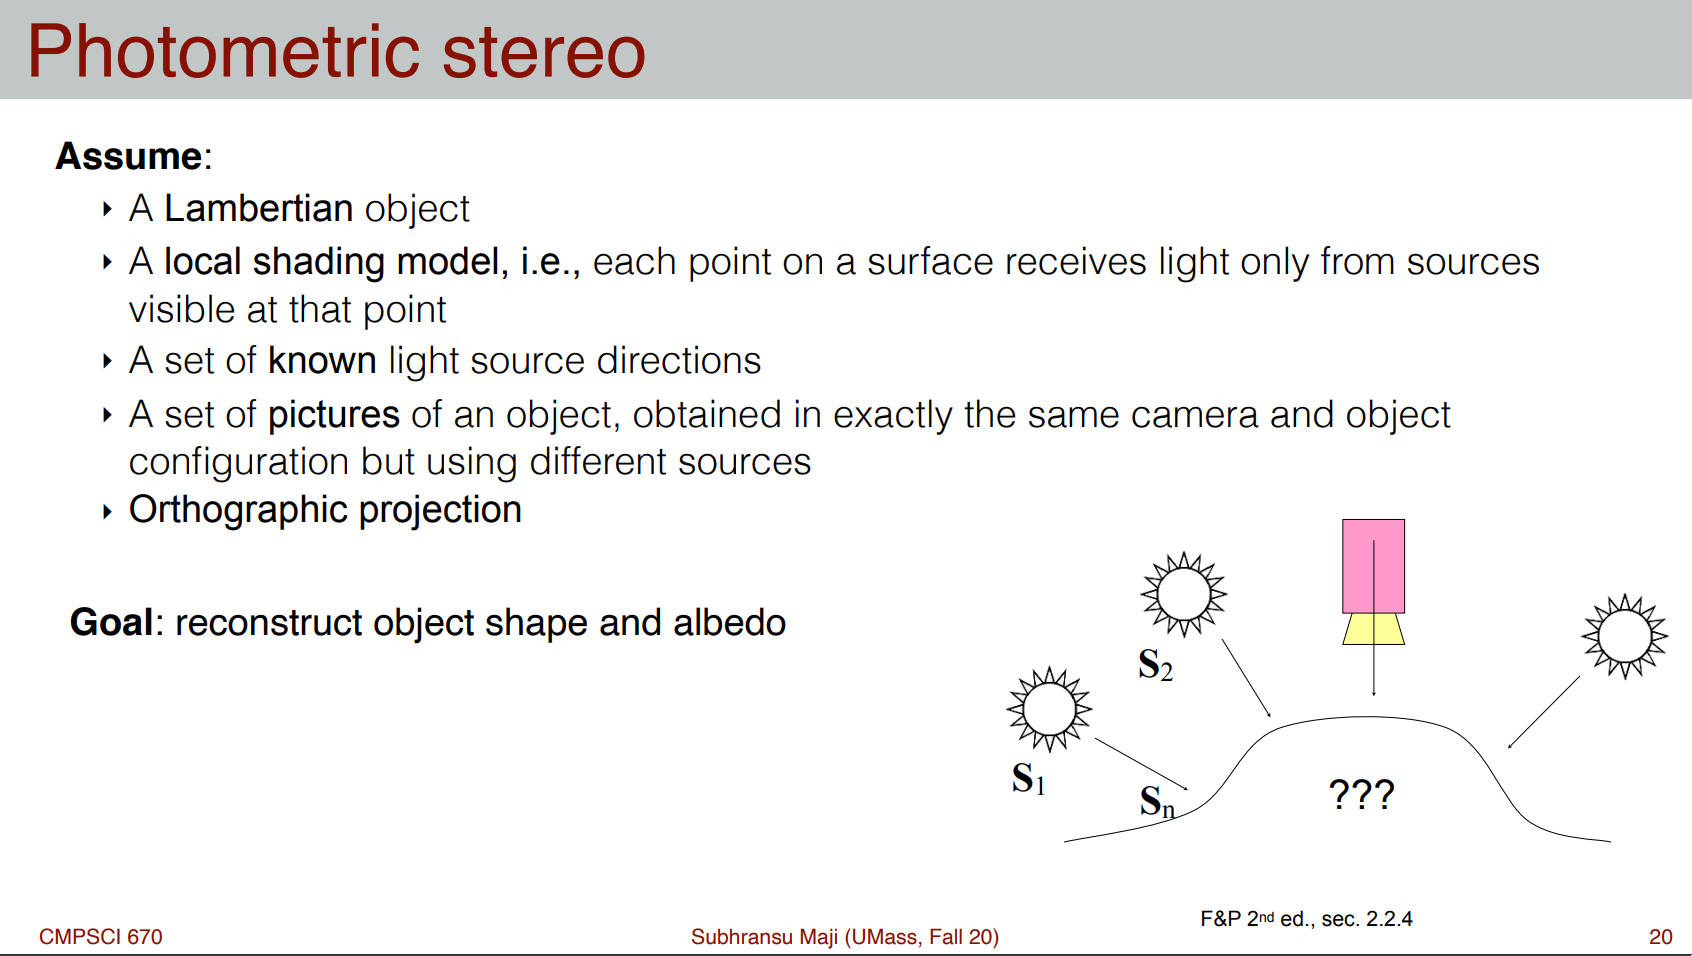 Photometric stereo
Assume:
‣ A Lambertian object
‣ A local shading model, i.e., each point on a surface receives light only from sources
visible at that point
‣ A set of known light source directions
‣ A set of pictures of an object, obtained in exactly the same camera and object
configuration but using different sources
‣ Orthographic projection
Goal: reconstruct object shape and albedo
S2
S1
Sn
???
F&P 2nd ed., sec. 2.2.4
CMPSCI 670
Subhransu Maji (UMass, Fall 20)
20